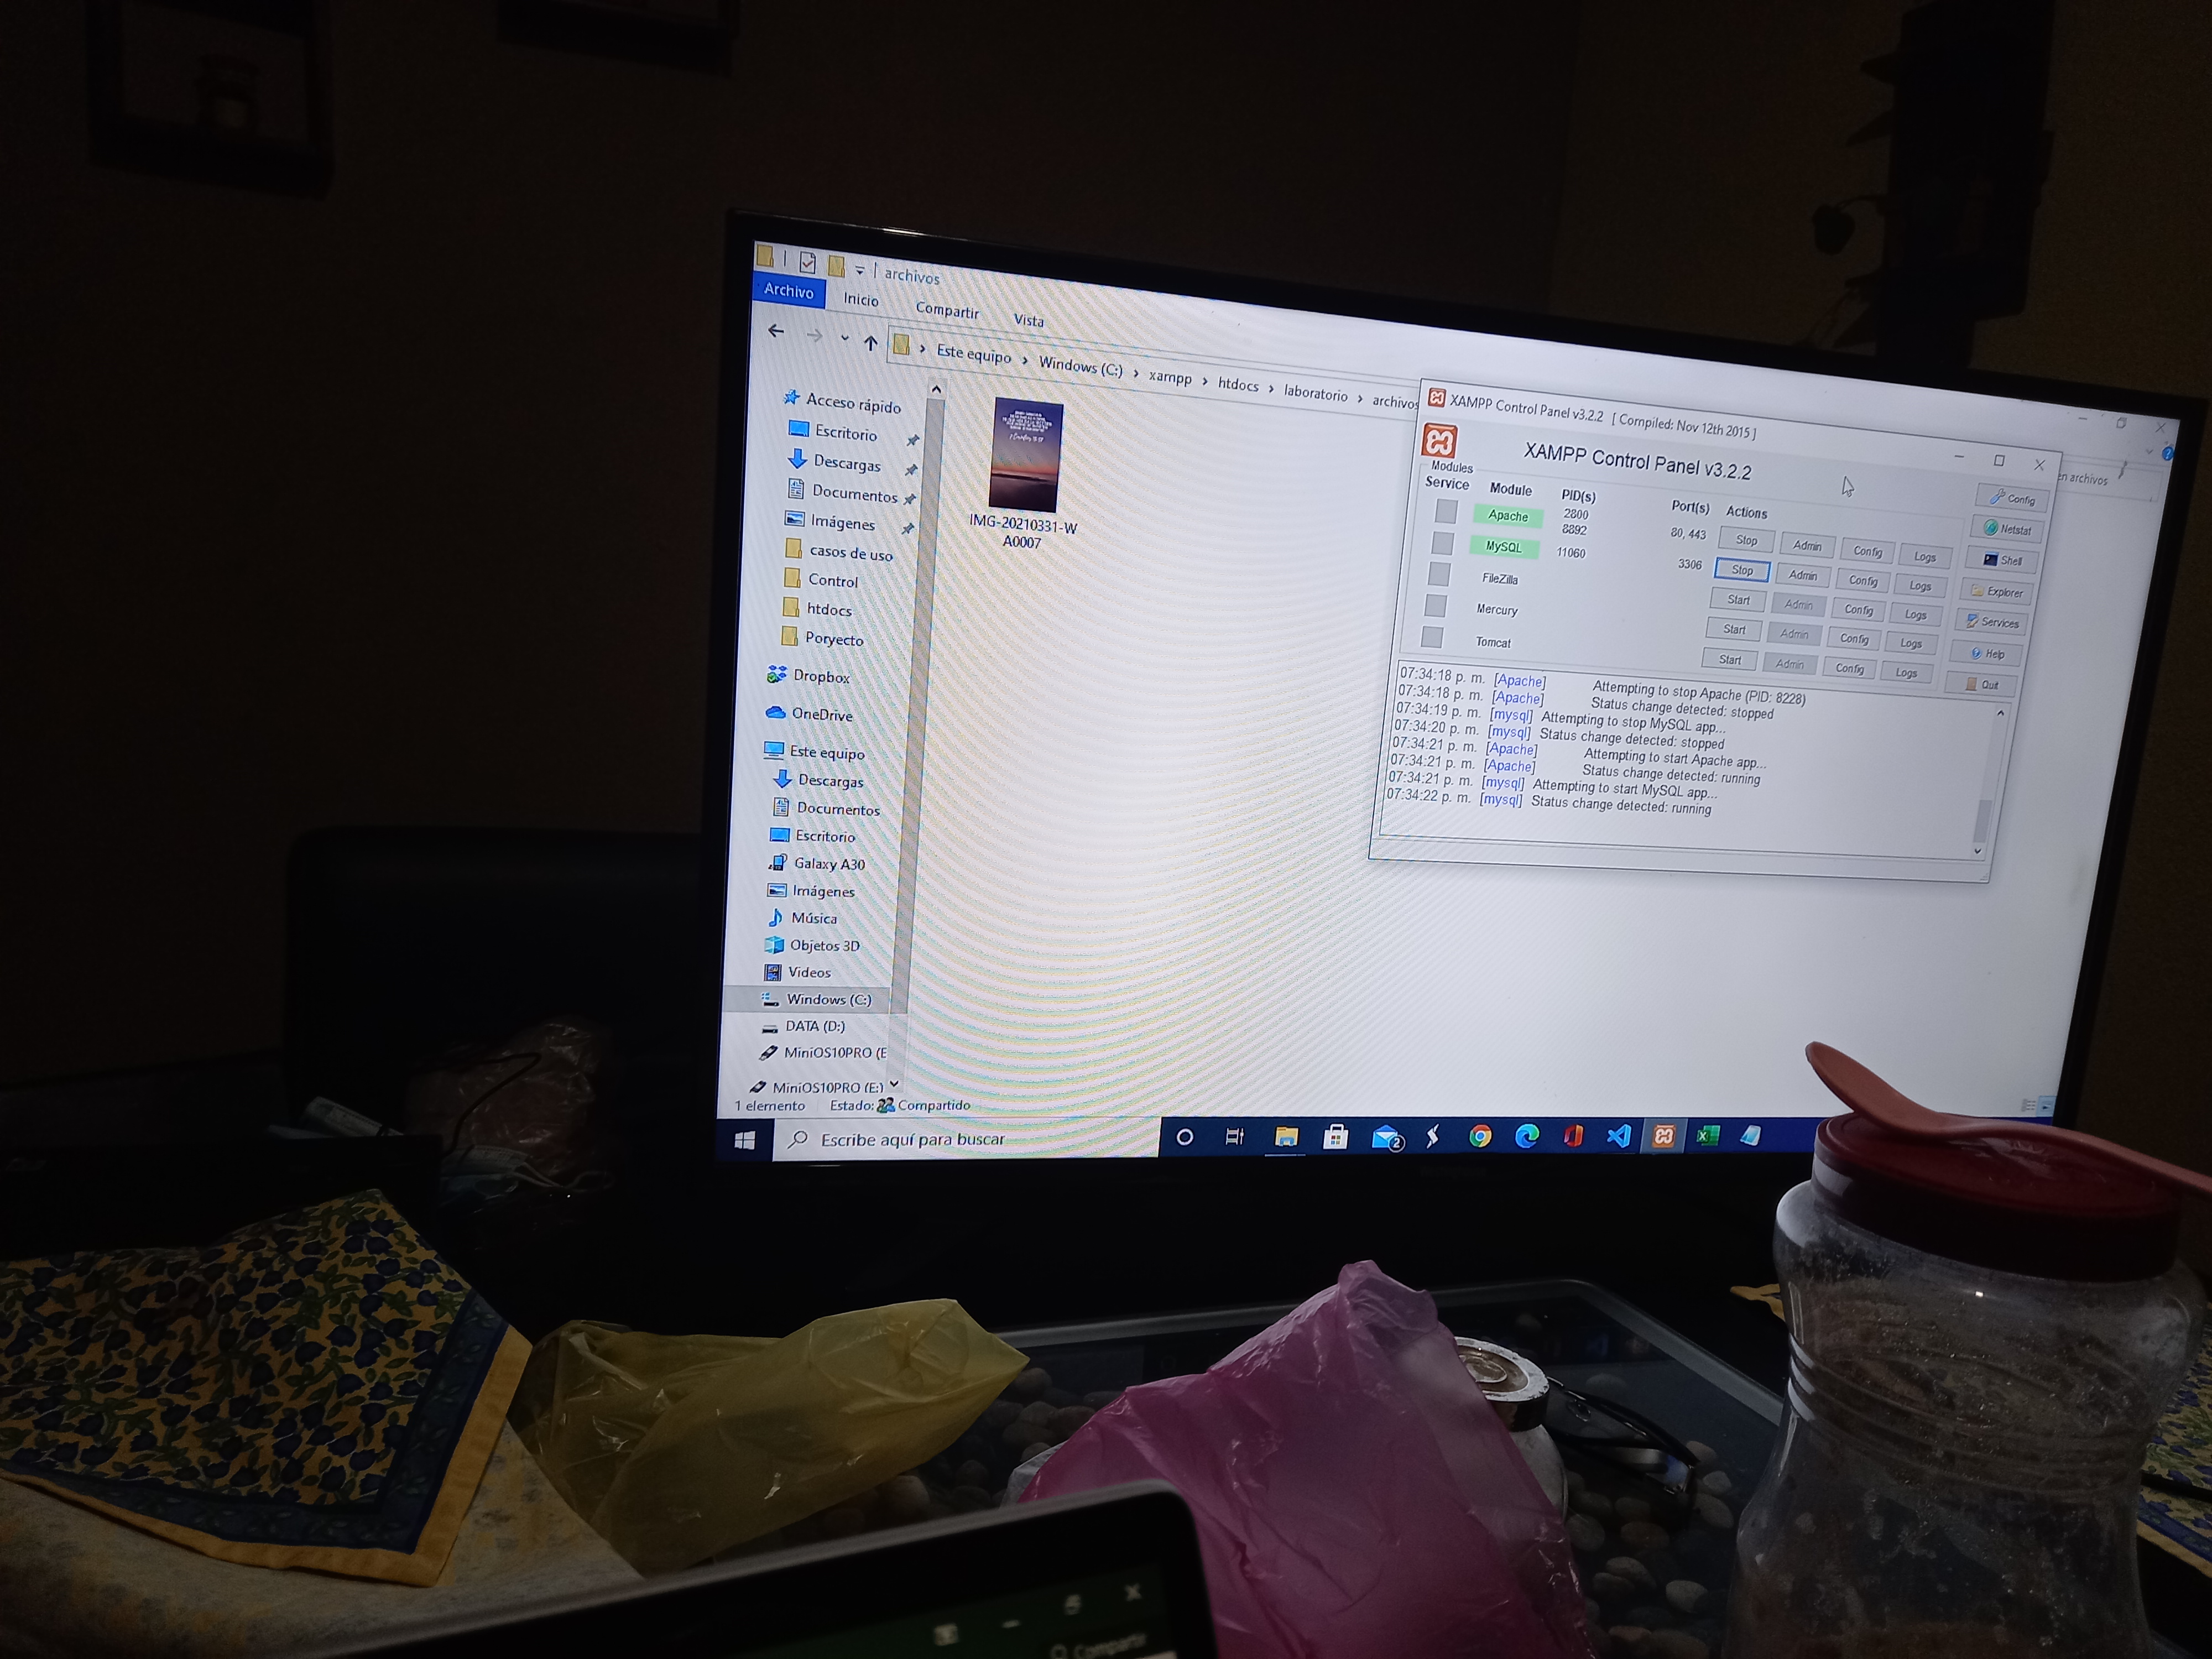 archivos
Archivo Inicio Compartir Vista
Este equipo > Windows (C:) > xampp > htdocs > laboratorio > archivos
en archivos
Acceso rápido
Escritorio
Descargas
Documentos
Imágenes
casos de uso
Control
htdocs
Poryecto
Dropbox
OneDrive
Este equipo
Descargas
Documentos
Escritorio
Galaxy A30
Imágenes
Música
Objetos 3D
Videos
Windows (C:)
DATA (D:)
MiniOS10PRO (E
MiniOS10PRO (E:)
1 elemento Estado: Compartido
IMG-20210331-W
A0007
XAMPP Control Panel v3.2.2 [ Compiled: Nov 12th 2015 ]
XAMPP Control Panel v3.2.2
Modules
Service Module PID(s) Port(s) Actions
Apache 2800 8892 80, 443 Stop Admin Config Logs
MySQL 11060 3306 Stop Admin Config Logs
FileZilla Start Admin Config Logs
Mercury Start Admin Config Logs
Tomcat Start Admin Config Logs
Config
Netstat
Shell
Explorer
Services
Help
Quit
07:34:18 p. m. [Apache] Attempting to stop Apache (PID: 8228)
07:34:18 p. m. [Apache] Status change detected: stopped
07:34:19 p. m. [mysql] Attempting to stop MySQL app...
07:34:20 p. m. [mysql] Status change detected: stopped
07:34:21 p. m. [Apache] Attempting to start Apache app...
07:34:21 p. m. [Apache] Status change detected: running
07:34:21 p. m. [mysql] Attempting to start MySQL app...
07:34:22 p. m. [mysql] Status change detected: running
Escribe aquí para buscar
2
Compartir